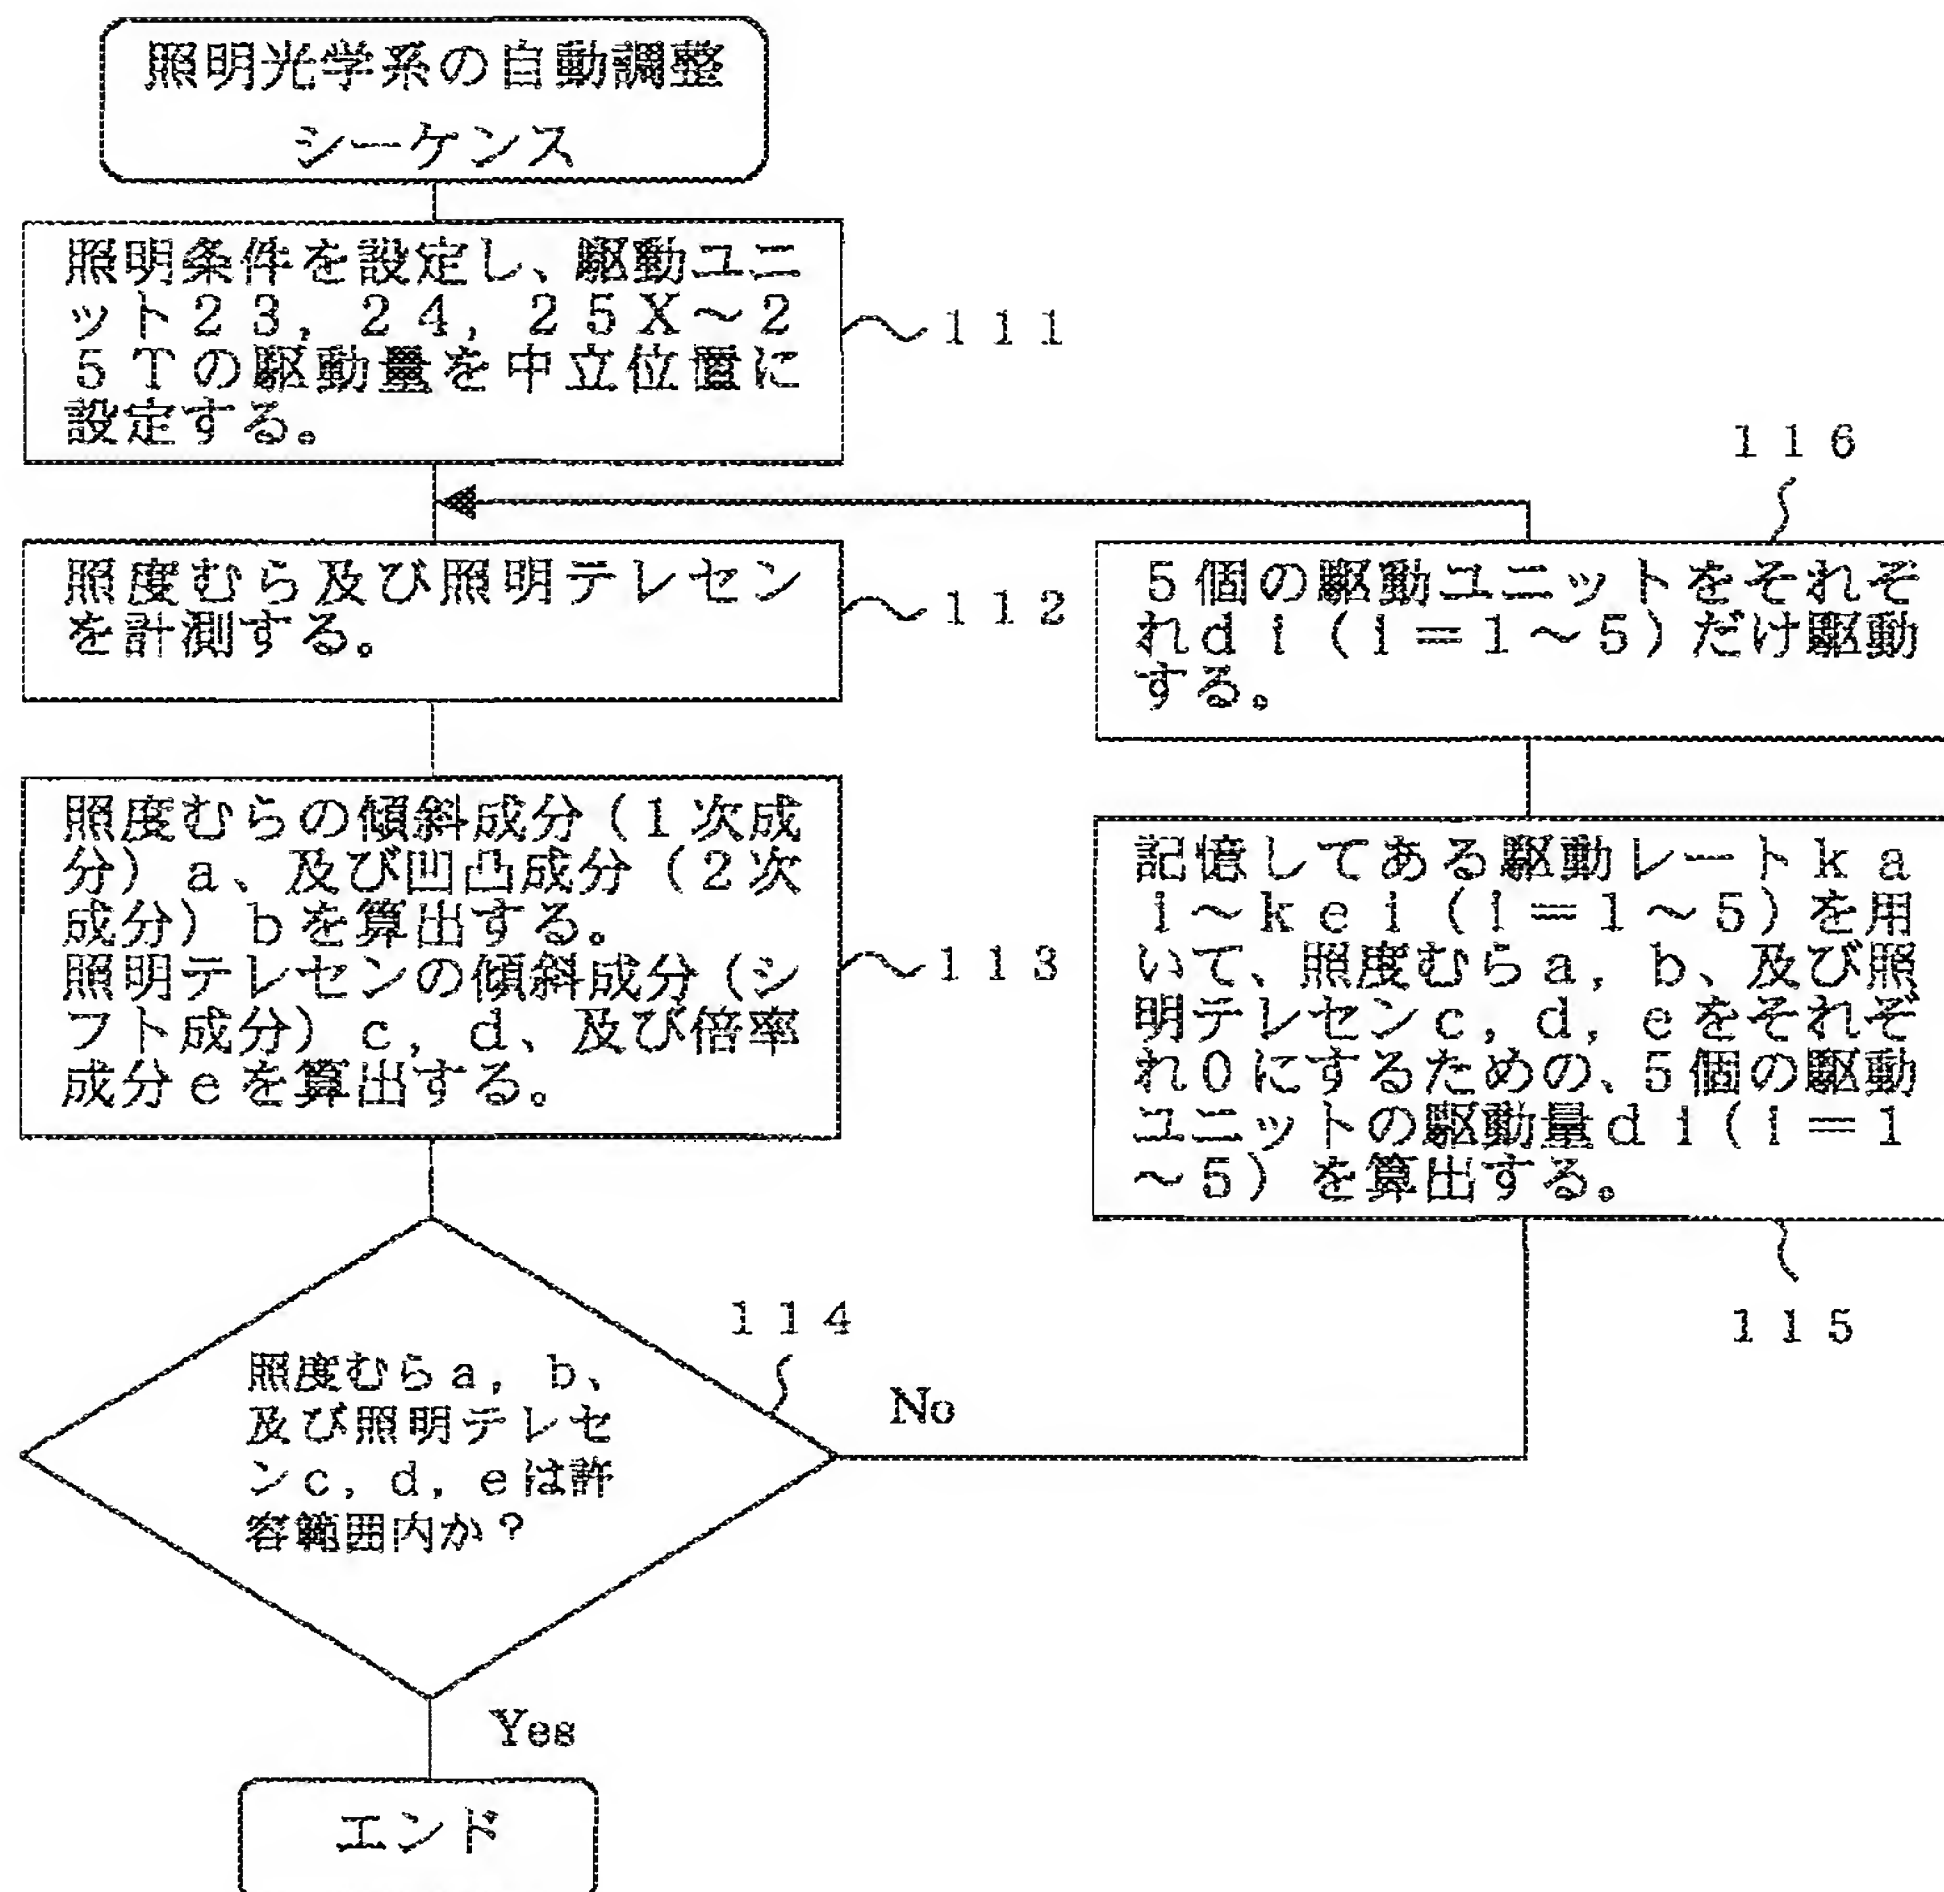 照明光学系の自動調整
シーケンス
照明条件を設定し、駆動ユニ
ット23,24,25X~2
5Tの駆動量を中立位置に
設定する。
111
照度むら及び照明テレセン
を計測する。
112
照度むらの傾斜成分(1次成
分)a、及び凹凸成分(2次
成分)bを算出する。
照明テレセンの傾斜成分(シ
フト成分)c,d、及び倍率
成分eを算出する。
113
照度むらa,b、
及び照明テレセ
ンc,d,eは許
容範囲内か?
114
No
Yes
エンド
116
5個の駆動ユニットをそれぞ
れdi(i=1~5)だけ駆動
する。
記憶してある駆動レートka
i~kei(i=1~5)を用
いて、照度むらa,b、及び照
明テレセンc,d,eをそれぞ
れ0にするための、5個の駆動
ユニットの駆動量di(i=1
~5)を算出する。
115